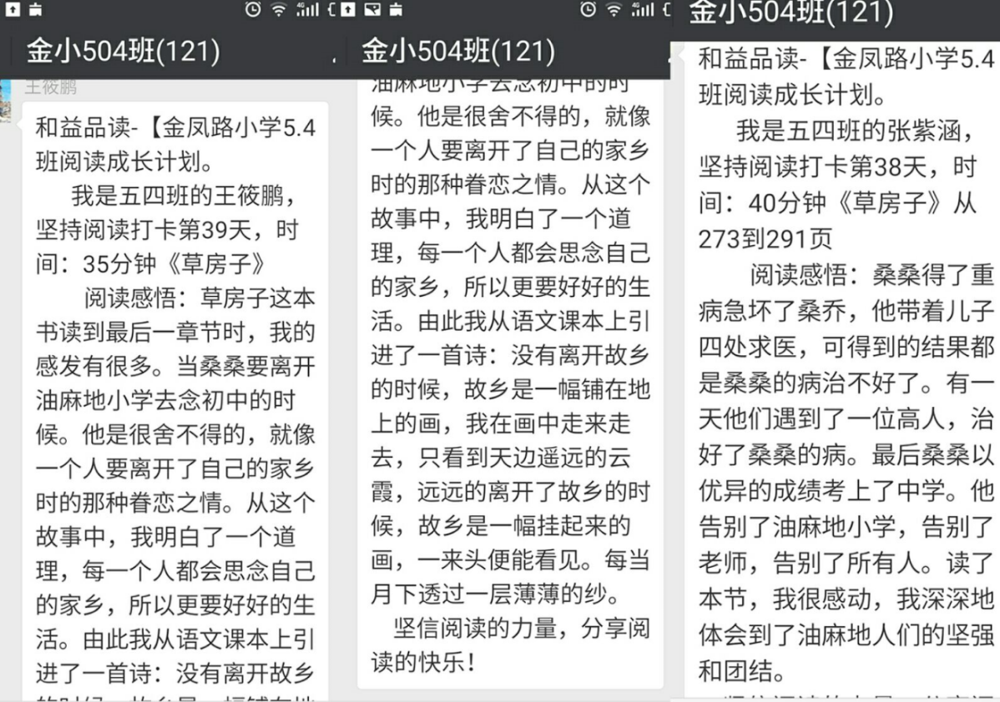 金小504班(121)
王筱鹏
和益品读-【金凤路小学5.4
班阅读成长计划。
我是五四班的王筱鹏，
坚持阅读打卡第39天，时
间：35分钟《草房子》
阅读感悟：草房子这本
书读到最后一章节时，我的
感发有很多。当桑桑要离开
油麻地小学去念初中的时
候。他是很舍不得的，就像
一个人要离开了自己的家乡
时的那种眷恋之情。从这个
故事中，我明白了一个道
理，每一个人都会思念自己
的家乡，所以更要好好的生
活。由此我从语文课本上引
进了一首诗：没有离开故乡
金小504班(121)
油麻地小学去念初中的时
候。他是很舍不得的，就像
一个人要离开了自己的家乡
时的那种眷恋之情。从这个
故事中，我明白了一个道
理，每一个人都会思念自己
的家乡，所以更要好好的生
活。由此我从语文课本上引
进了一首诗：没有离开故乡
的时候，故乡是一幅铺在地
上的画，我在画中走来走
去，只看到天边遥远的云
霞，远远的离开了故乡的时
候，故乡是一幅挂起来的
画，一来头便能看见。每当
月下透过一层薄薄的纱。
坚信阅读的力量，分享阅
读的快乐！
金小504班(121)
和益品读-【金凤路小学5.4
班阅读成长计划。
我是五四班的张紫涵，
坚持阅读打卡第38天，时
间：40分钟《草房子》从
273到291页
阅读感悟：桑桑得了重
病急坏了桑乔，他带着儿子
四处求医，可得到的结果都
是桑桑的病治不好了。有一
天他们遇到了一位高人，治
好了桑桑的病。最后桑桑以
优异的成绩考上了中学。他
告别了油麻地小学，告别了
老师，告别了所有人。读了
本节，我很感动，我深深地
体会到了油麻地人们的坚强
和团结。